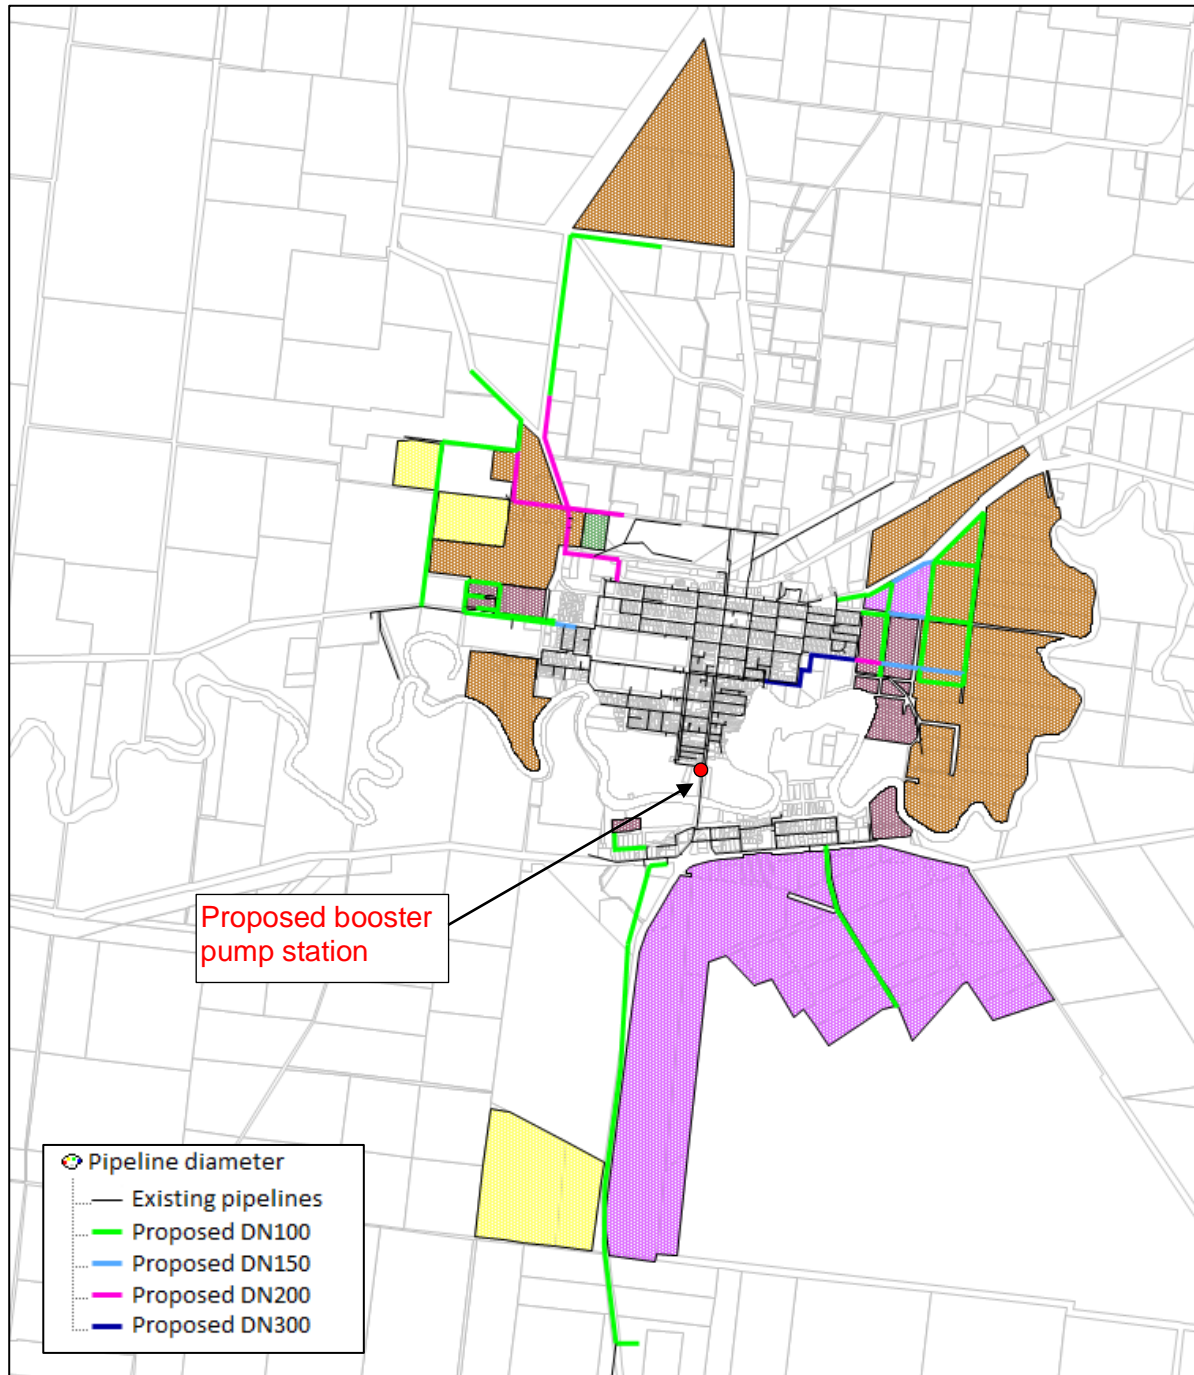 Proposed booster
pump station
Pipeline diameter
Existing pipelines
Proposed DN100
Proposed DN150
Proposed DN200
Proposed DN300